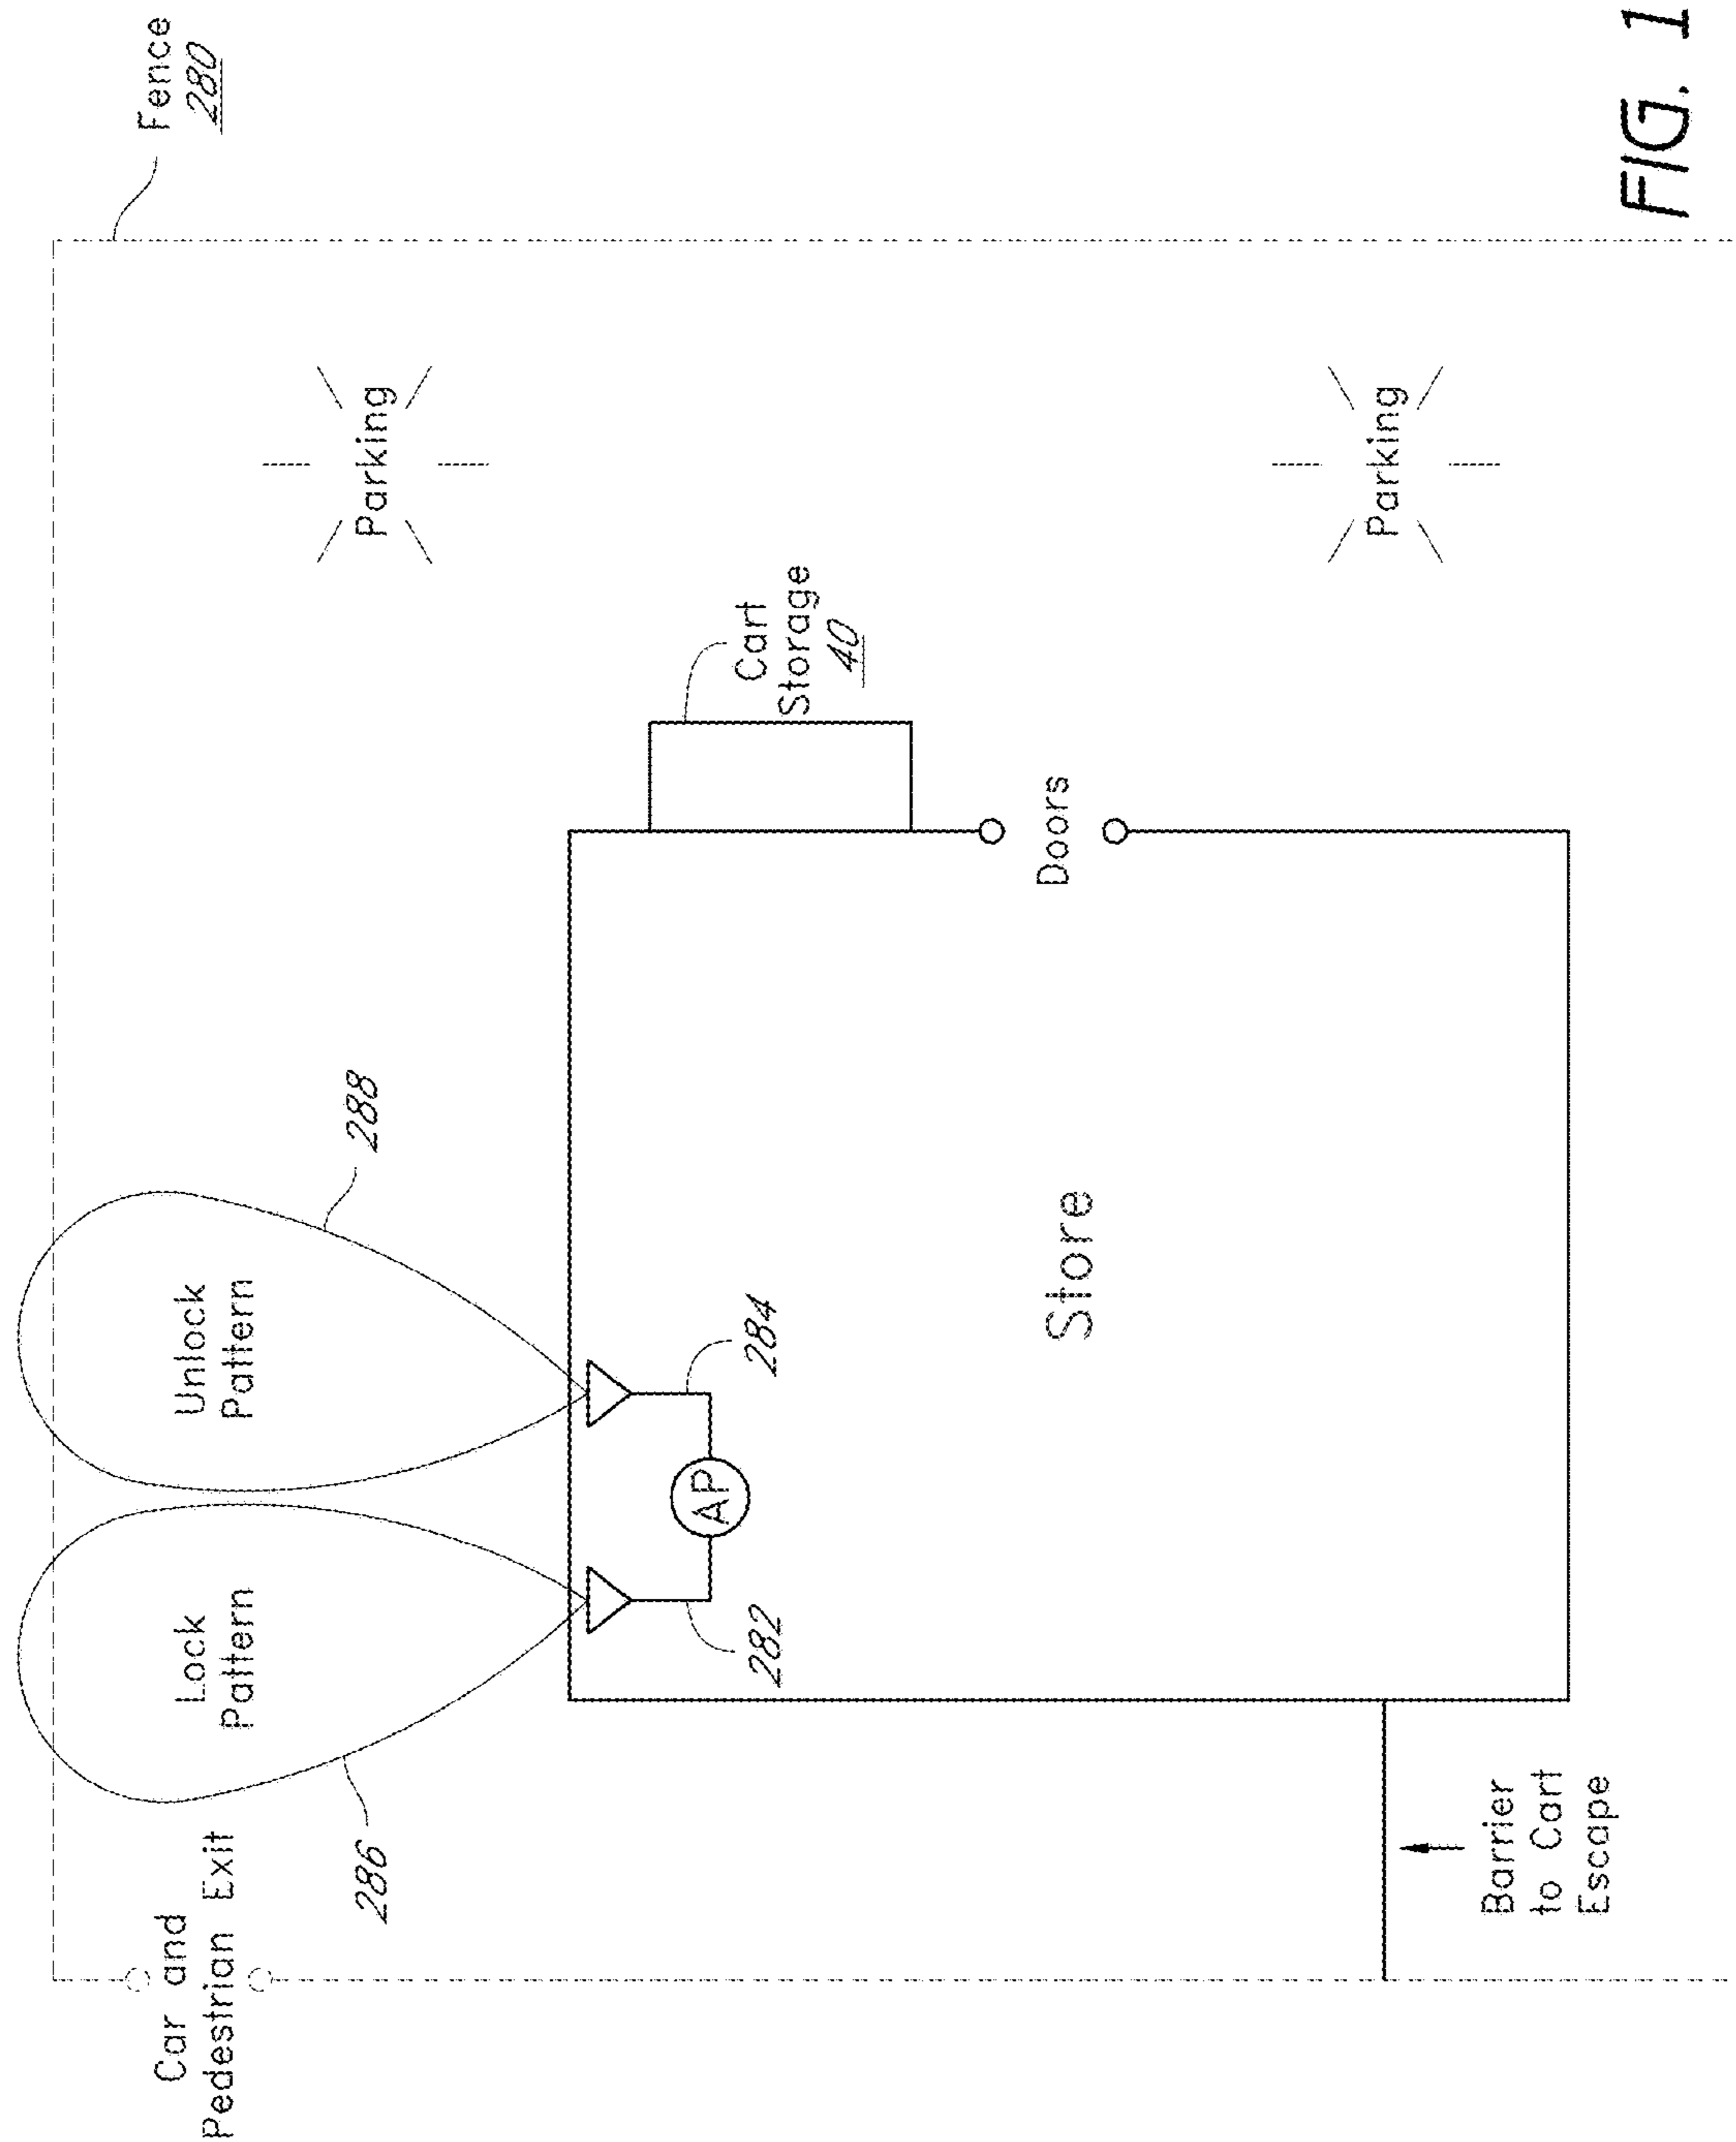 Car and
Pedestrian Exit
Lock
Pattern
Unlock
Pattern
Fence
280
286
288
Parking
AP
282
284
Cart
Storage
40
Store
Doors
Parking
Barrier
to Cart
Escape
FIG. 1